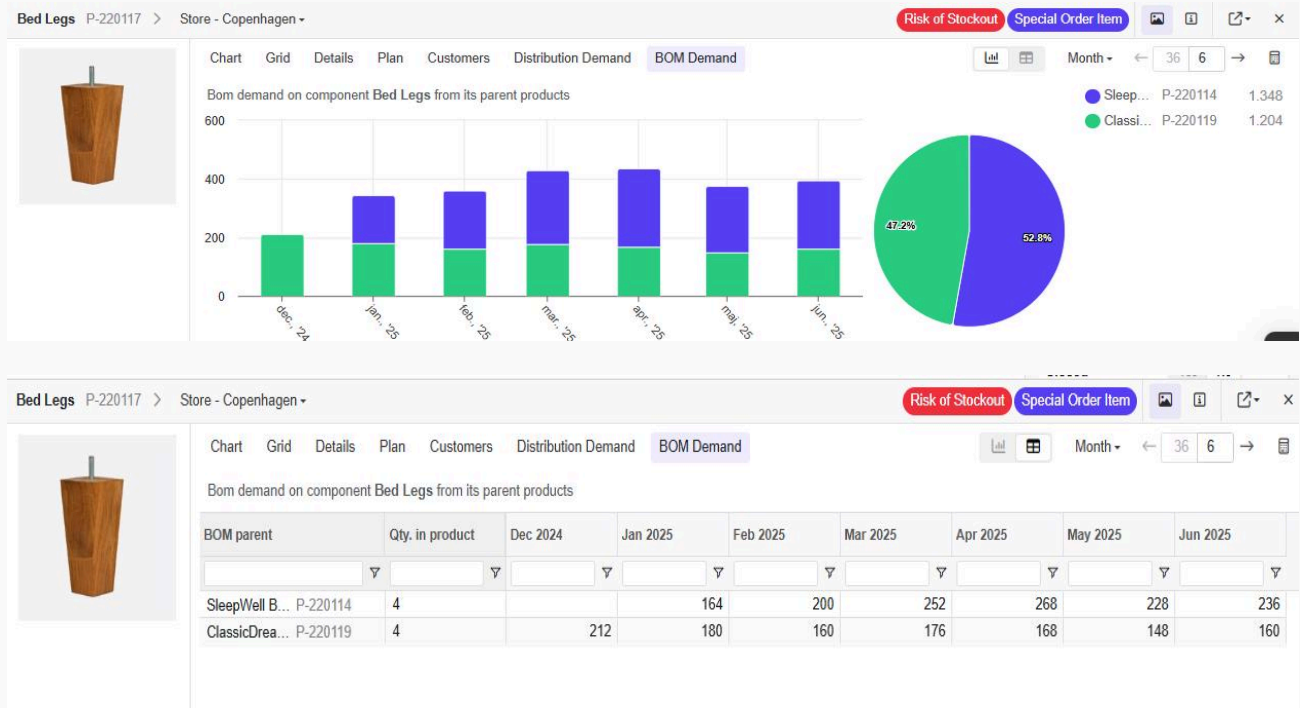 Bed Legs P-220117 > Store - Copenhagen
Risk of Stockout Special Order Item
Chart Grid Details Plan Customers Distribution Demand BOM Demand
Month 36 6
Bom demand on component Bed Legs from its parent products
Sleep... P-220114 1.348
Classi... P-220119 1.204
600
400
200
0
dec., '24
jan., '25
feb., '25
mar., '25
apr., '25
maj, '25
jun., '25
47.2%
52.8%
Bed Legs P-220117 > Store - Copenhagen
Risk of Stockout Special Order Item
Chart Grid Details Plan Customers Distribution Demand BOM Demand
Month 36 6
Bom demand on component Bed Legs from its parent products
BOM parent Qty. in product Dec 2024 Jan 2025 Feb 2025 Mar 2025 Apr 2025 May 2025 Jun 2025
SleepWell B... P-220114 4 164 200 252 268 228 236
ClassicDrea... P-220119 4 212 180 160 176 168 148 160